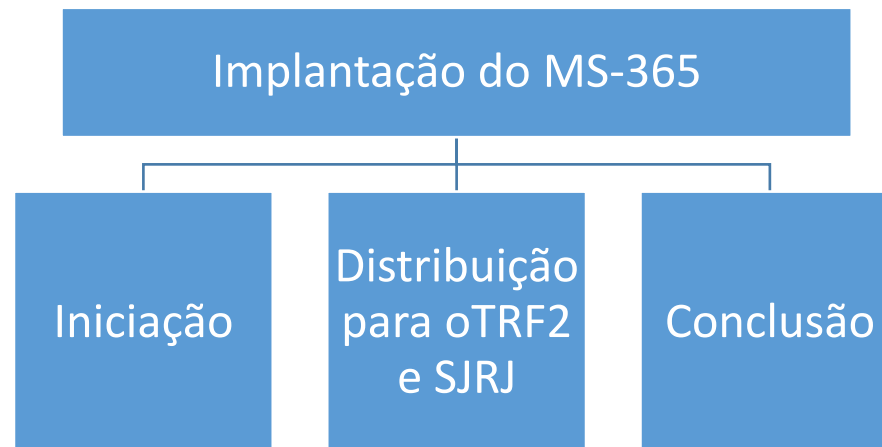 Implantação do MS-365
Iniciação
Distribuição
para oTRF2
e SJRJ
Conclusão